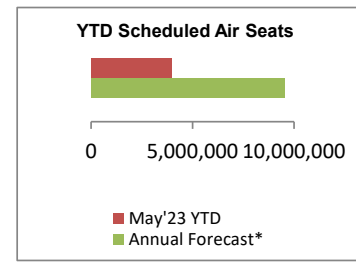 YTD Scheduled Air Seats
0 5,000,000 10,000,000
May'23 YTD
Annual Forecast*